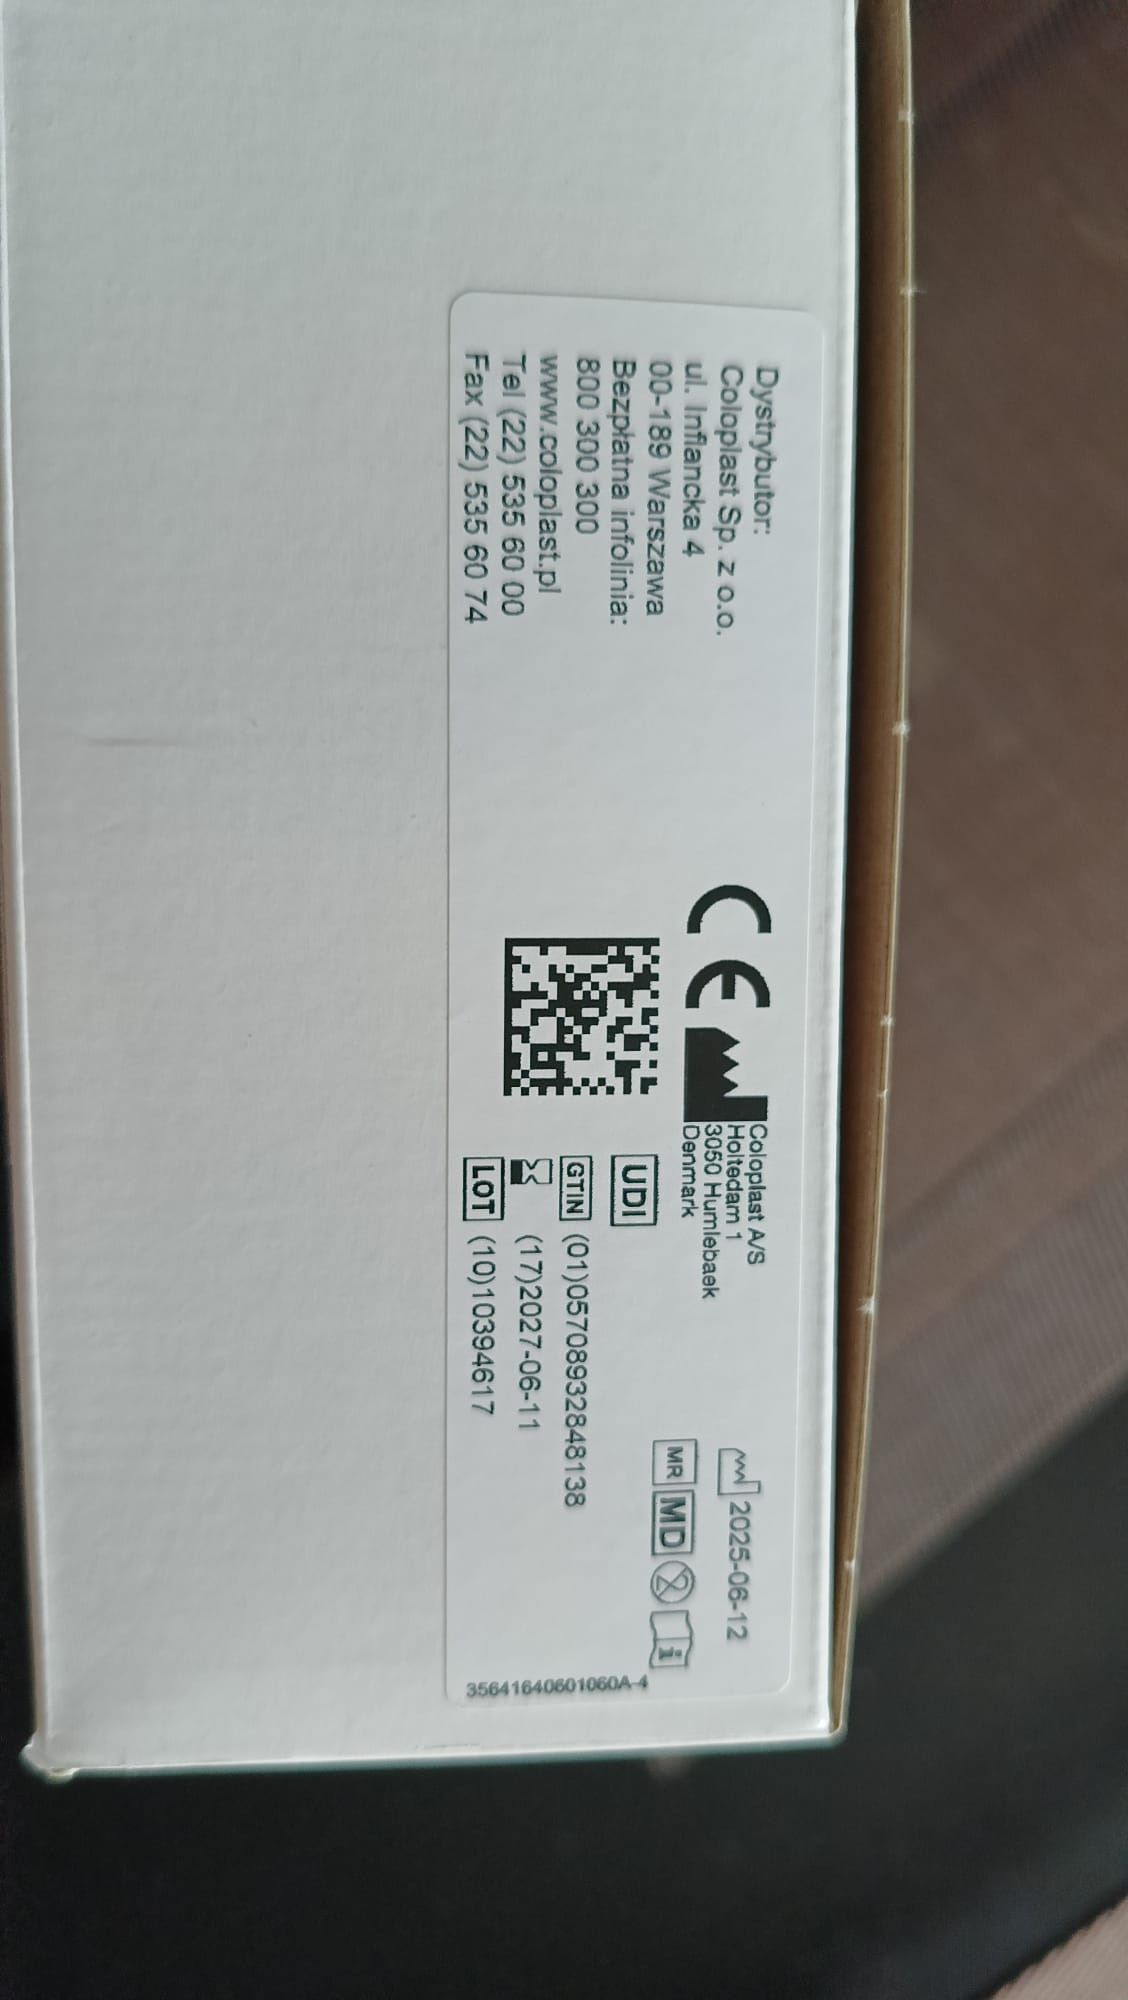 Dystrybutor:
Coloplast Sp. z o.o.
ul. Inflancka 4
00-189 Warszawa
Bezpłatna infolinia:
800 300 300
www.coloplast.pl
Tel (22) 535 60 00
Fax (22) 535 60 74
CE
Coloplast A/S
Holtedam 1
3050 Humlebaek
Denmark
2025-06-12
MR MD 2 i
UDI
GTIN (01)05708932848138
(17)2027-06-11
LOT (10)10394617
35641640601060A-4